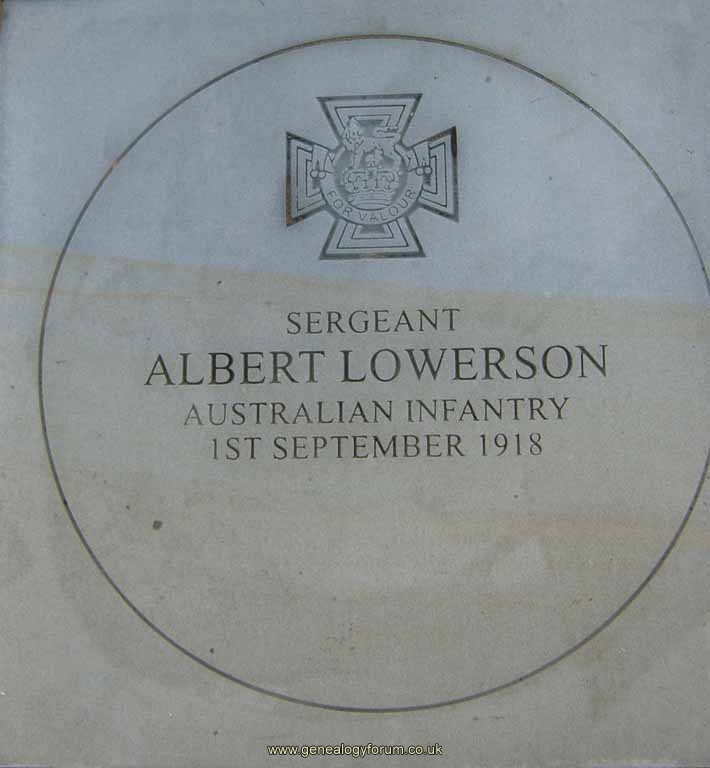 FOR VALOUR
SERGEANT
ALBERT LOWERSON
AUSTRALIAN INFANTRY
1ST SEPTEMBER 1918
www.genealogyforum.co.uk